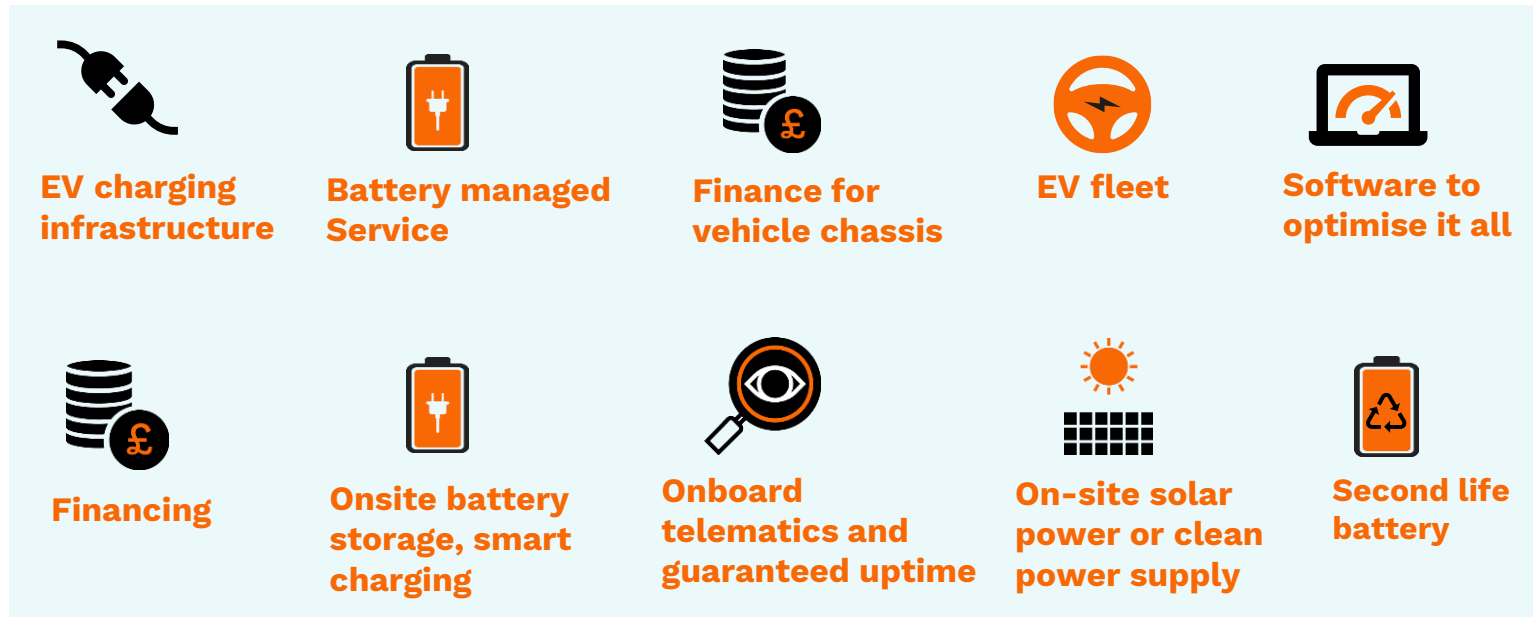 £
EV charging
infrastructure
Battery managed
Service
Finance for
vehicle chassis
EV fleet
Software to
optimise it all
£
Financing
Onsite battery
storage, smart
charging
Onboard
telematics and
guaranteed uptime
On-site solar
power or clean
power supply
Second life
battery